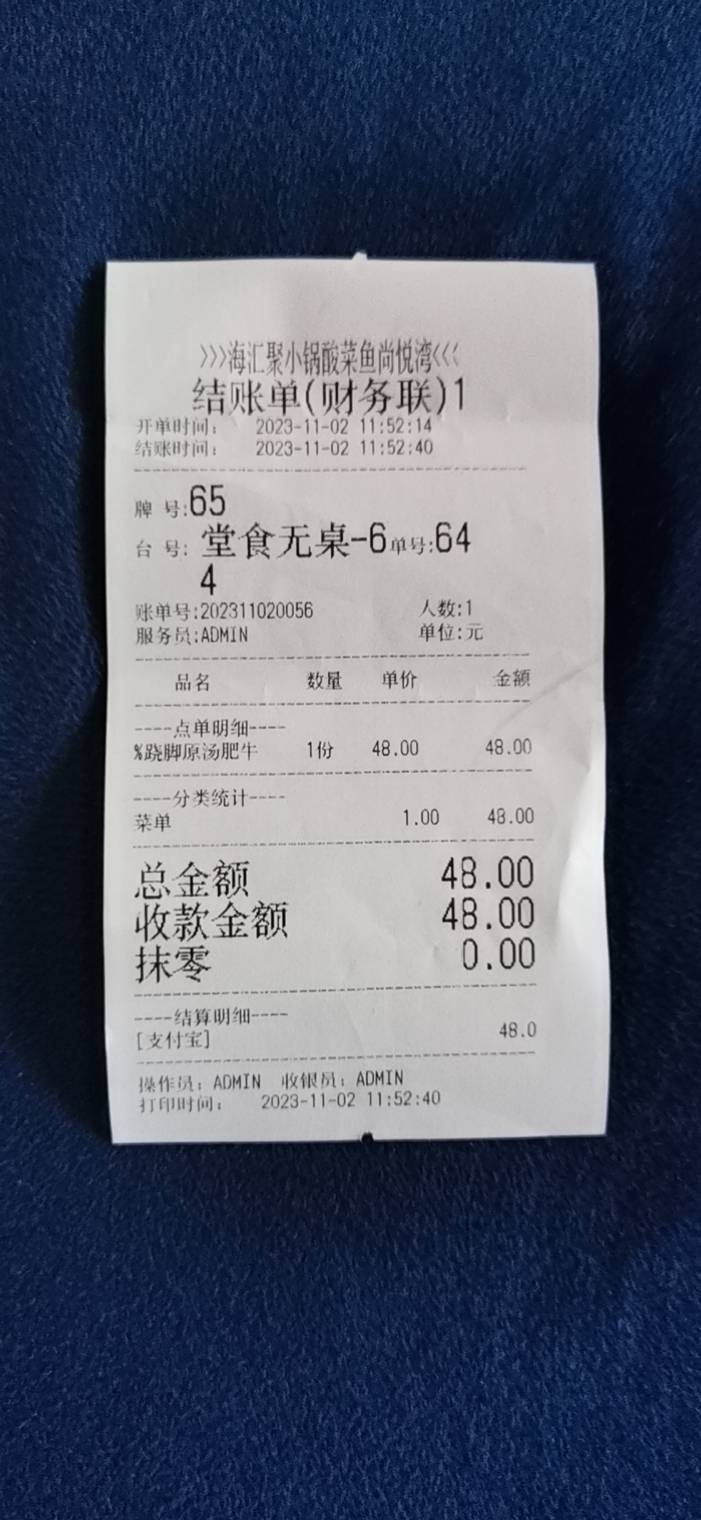 >>>海汇聚小锅酸菜鱼尚悦湾<<<
结账单(财务联)1
开单时间: 2023-11-02 11:52:14
结账时间: 2023-11-02 11:52:40
牌 号:65
台 号: 堂食无桌-6单号:64
4
账单号:202311020056 人数:1
服务员:ADMIN 单位:元
品名 数量 单价 金额
----点单明细----
%跷脚原汤肥牛 1份 48.00 48.00
----分类统计----
菜单 1.00 48.00
总金额 48.00
收款金额 48.00
抹零 0.00
----结算明细----
[支付宝] 48.0
操作员: ADMIN 收银员: ADMIN
打印时间: 2023-11-02 11:52:40